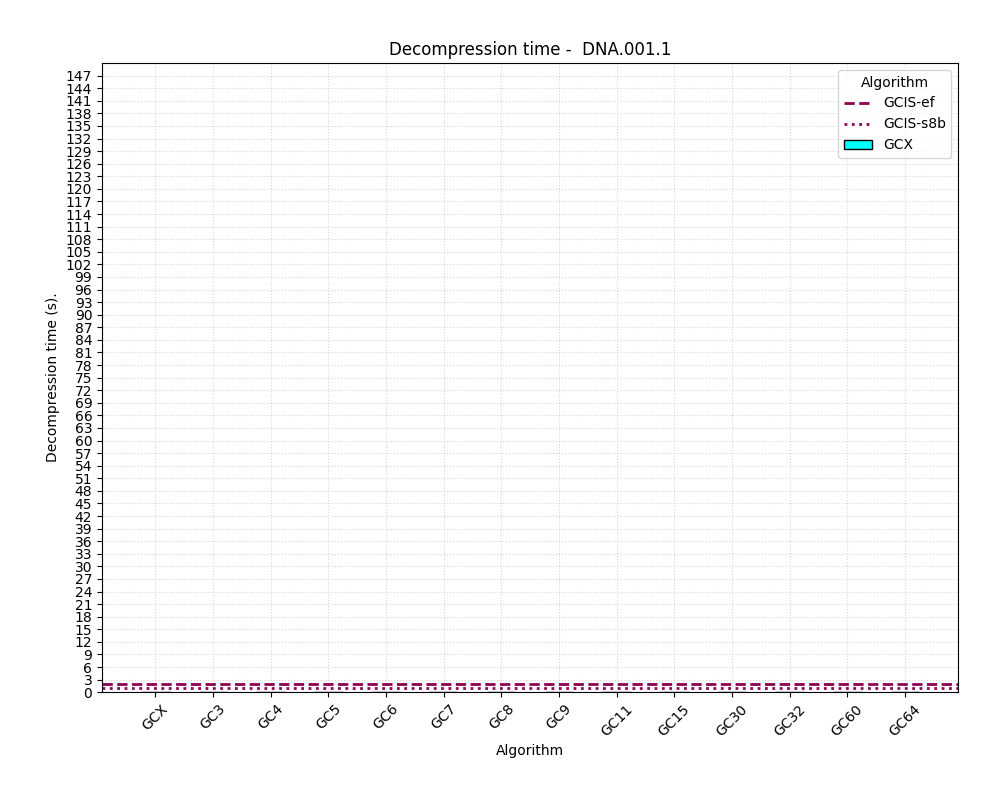 Decompression time -  DNA.001.1
Algorithm
GCIS-ef
GCIS-s8b
GCX
Decompression time (s).
147
144
141
138
135
132
129
126
123
120
117
114
111
108
105
102
99
96
93
90
87
84
81
78
75
72
69
66
63
60
57
54
51
48
45
42
39
36
33
30
27
24
21
18
15
12
9
6
3
0
GCX
GC3
GC4
GC5
GC6
GC7
GC8
GC9
GC11
GC15
GC30
GC32
GC60
GC64
Algorithm